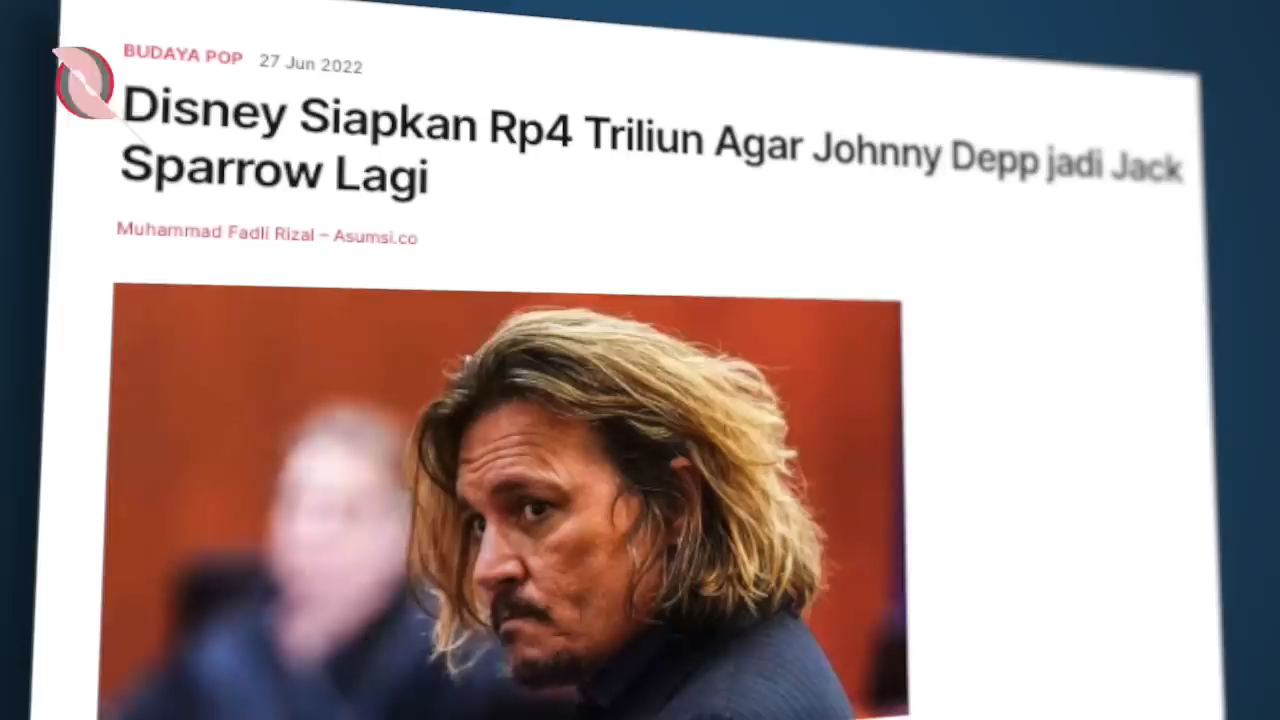 BUDAYA POP 27 Jun 2022
Disney Siapkan Rp4 Triliun Agar Johnny Depp jadi Jack
Sparrow Lagi
Muhammad Fadli Rizal – Asumsi.co